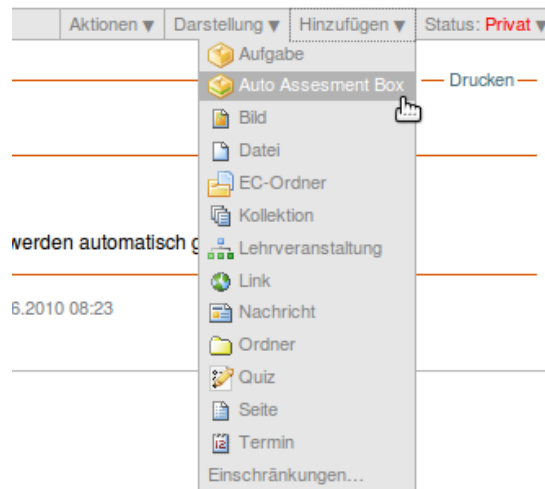 Aktionen ▼ Darstellung ▼ Hinzufügen ▼ Status: Privat ▼
Aufgabe
Auto Assesment Box
Drucken
Bild
Datei
EC-Ordner
Kollektion
werden automatisch g
Lehrveranstaltung
Link
6.2010 08:23
Nachricht
Ordner
Quiz
Seite
12
Termin
Einschränkungen...